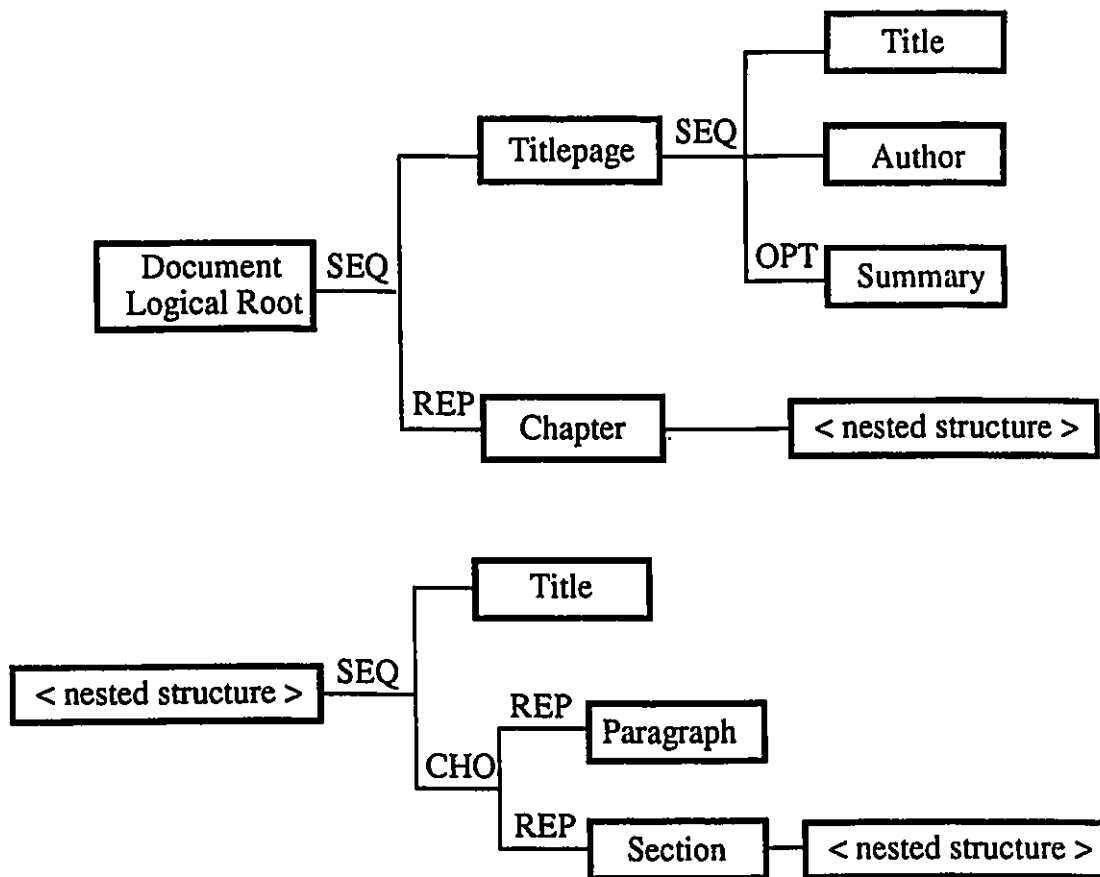 Title
Titlepage
SEQ
Author
Document
Logical Root
SEQ
OPT
Summary
REP
Chapter
< nested structure >
Title
< nested structure >
SEQ
REP
Paragraph
CHO
REP
Section
< nested structure >